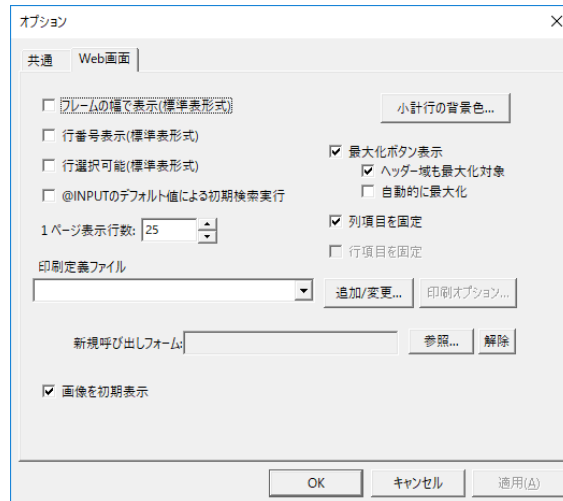 オプション
共通 Web画面
フレームの幅で表示(標準表形式)
小計行の背景色...
行番号表示(標準表形式)
最大化ボタン表示
行選択可能(標準表形式)
ヘッダー域も最大化対象
自動的に最大化
@INPUTのデフォルト値による初期検索実行
1ページ表示行数: 25
列項目を固定
行項目を固定
印刷定義ファイル
追加/変更... 印刷オプション...
新規呼び出しフォーム: 参照... 解除
画像を初期表示
OK キャンセル 適用(A)